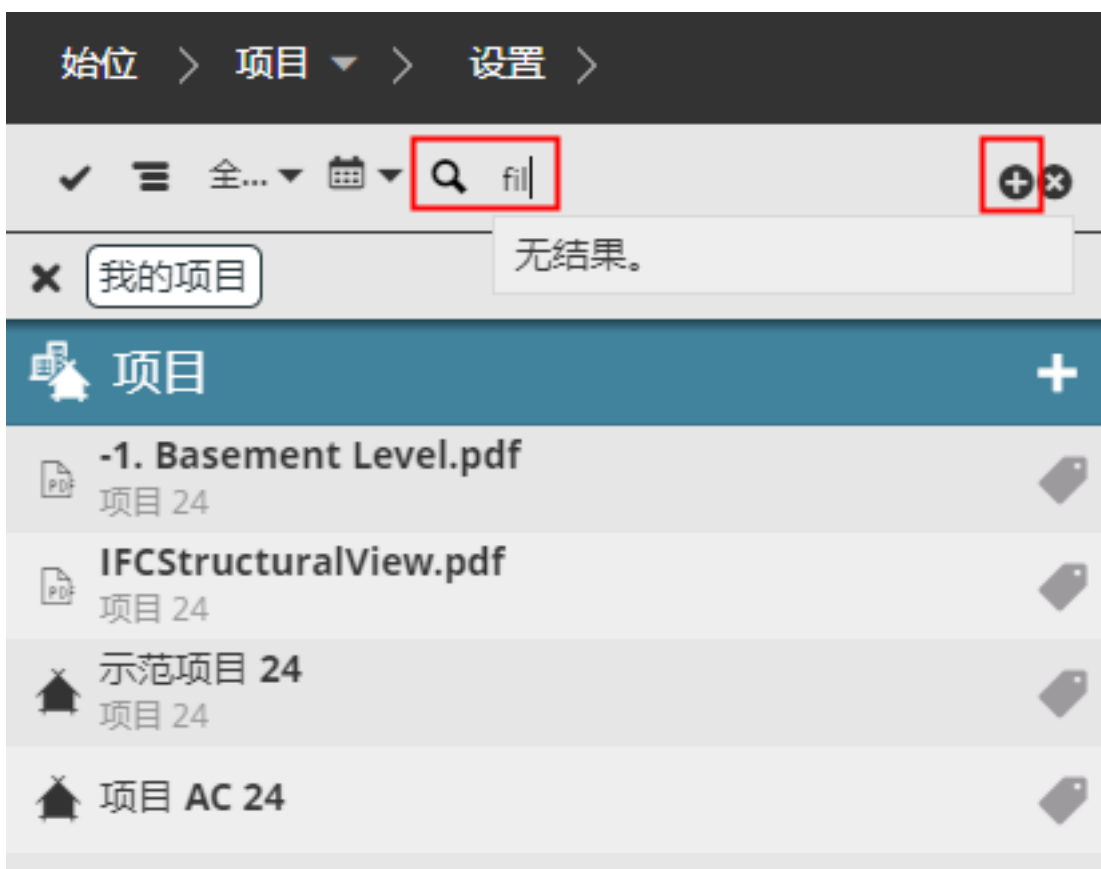 始位 > 项目 > 设置 >
全... fil
无结果。
我的项目
项目
-1. Basement Level.pdf
项目 24
IFCStructuralView.pdf
项目 24
示范项目 24
项目 24
项目 AC 24